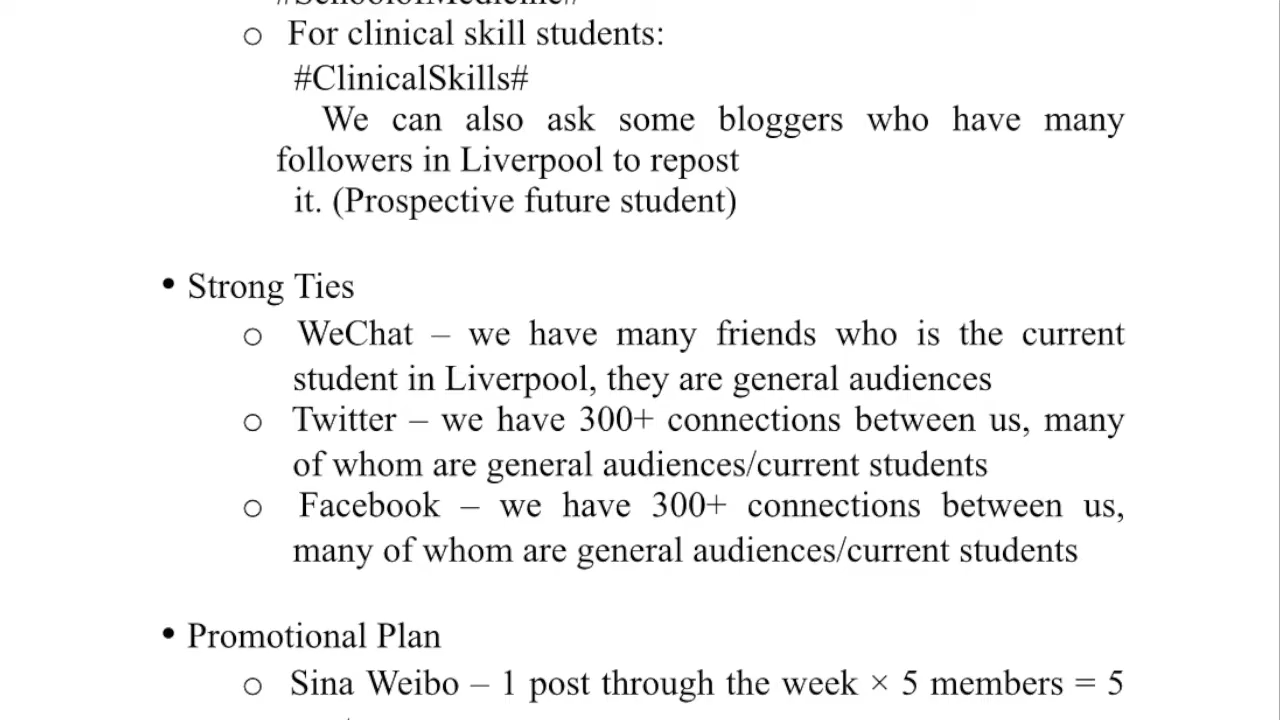 #SchoolofMedicine#
o For clinical skill students:
#ClinicalSkills#
We can also ask some bloggers who have many
followers in Liverpool to repost
it. (Prospective future student)
• Strong Ties
o WeChat – we have many friends who is the current
student in Liverpool, they are general audiences
o Twitter – we have 300+ connections between us, many
of whom are general audiences/current students
o Facebook – we have 300+ connections between us,
many of whom are general audiences/current students
• Promotional Plan
o Sina Weibo – 1 post through the week × 5 members = 5